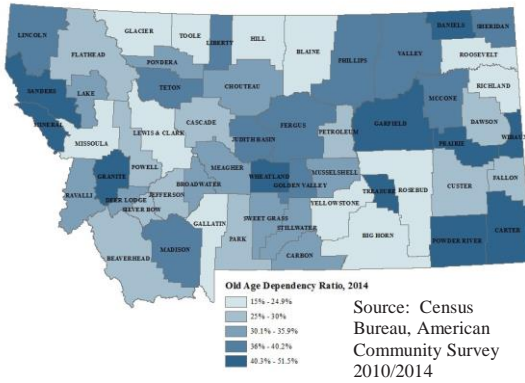 GLACIER
TOOLE
LIBERTY
HILL
BLAINE
DANIELS
SHERIDAN
LINCOLN
FLATHEAD
PONDERA
PHILLIPS
VALLEY
ROOSEVELT
SANDERS
LAKE
TETON
CHOUTEAU
RICHLAND
MCCONE
MINERAL
MISSOULA
LEWIS & CLARK
CASCADE
FERGUS
JUDITH BASIN
PETROLEUM
GARFIELD
DAWSON
PRAIRIE
WIBAUX
POWELL
GRANITE
MEAGHER
WHEATLAND
MUSSELSHELL
GOLDEN VALLEY
RAVALLI
DEER LODGE
JEFFERSON
BROADWATER
SILVER BOW
TREASURE
ROSEBUD
CUSTER
FALLON
YELLOWSTONE
GALLATIN
SWEET GRASS
STILLWATER
PARK
BIG HORN
CARTER
POWDER RIVER
MADISON
BEAVERHEAD
CARBON
Old Age Dependency Ratio, 2014
15% - 24.9%
25% - 30%
30.1% - 35.9%
36% - 40.2%
40.3% - 51.5%
Source: Census
Bureau, American
Community Survey
2010/2014